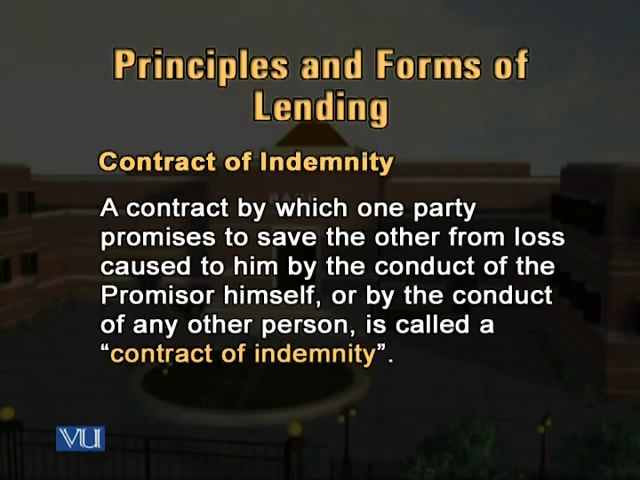 Principles and Forms of
Lending
Contract of Indemnity
A contract by which one party
promises to save the other from loss
caused to him by the conduct of the
Promisor himself, or by the conduct
of any other person, is called a
“contract of indemnity”.
VU